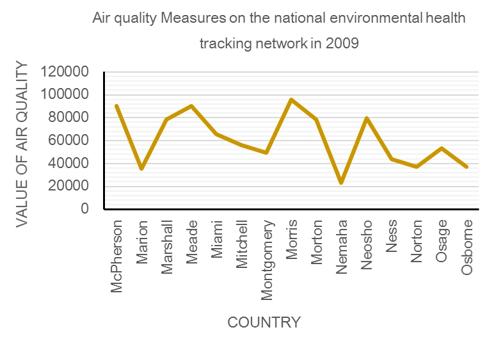 Air quality Measures on the national environmental health
tracking network in 2009
VALUE OF AIR QUALITY
120000
100000
80000
60000
40000
20000
0
McPherson
Marion
Marshall
Meade
Miami
Mitchell
Montgomery
Morris
Morton
Nemaha
Neosho
Ness
Norton
Osage
Osborne
COUNTRY